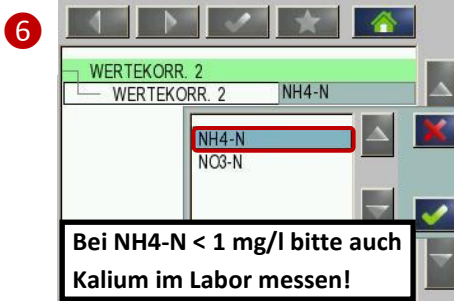 6
WERTEKORR. 2
WERTEKORR. 2 NH4-N
NH4-N
NO3-N
Bei NH4-N < 1 mg/l bitte auch
Kalium im Labor messen!